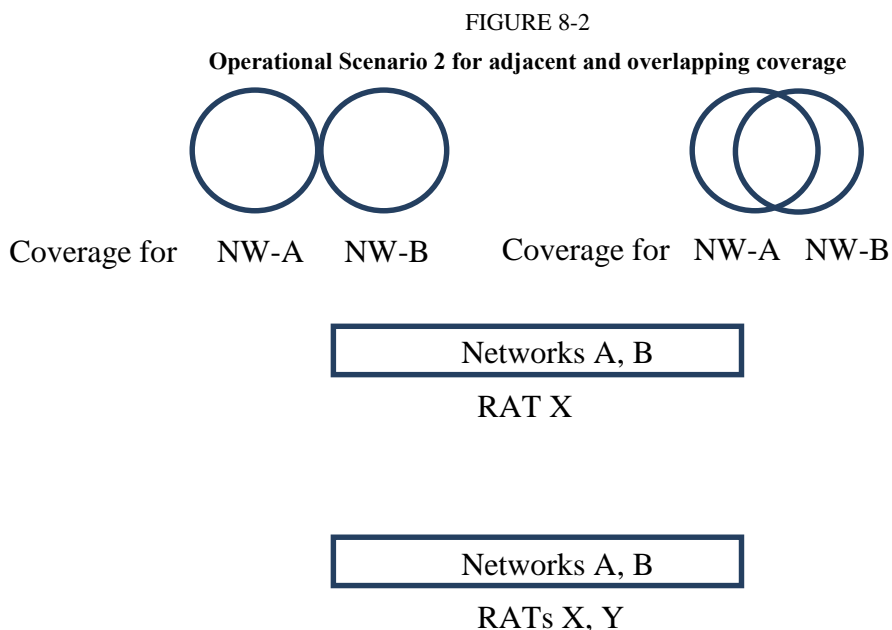 FIGURE 8-2
Operational Scenario 2 for adjacent and overlapping coverage
Coverage for NW-A NW-B Coverage for NW-A NW-B
Networks A, B
RAT X
Networks A, B
RATs X, Y